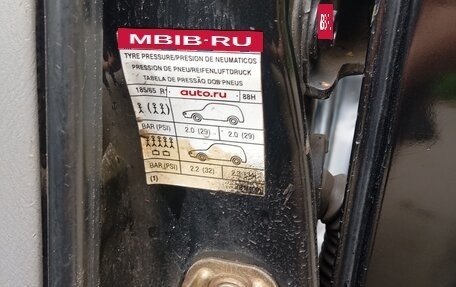 MBIB-RU
TYRE PRESSURE/PRESION DE NEUMATICOS
PRESSION DE PNEU/REIFENLUFTDRUCK
TABELA DE PRESSÃO DOB PNEUS
185/65 R auto.ru 88H
BAR (PSI) 2.0 (29) - 2.0 (29)
BAR (PSI) 2.2 (32)
(1)